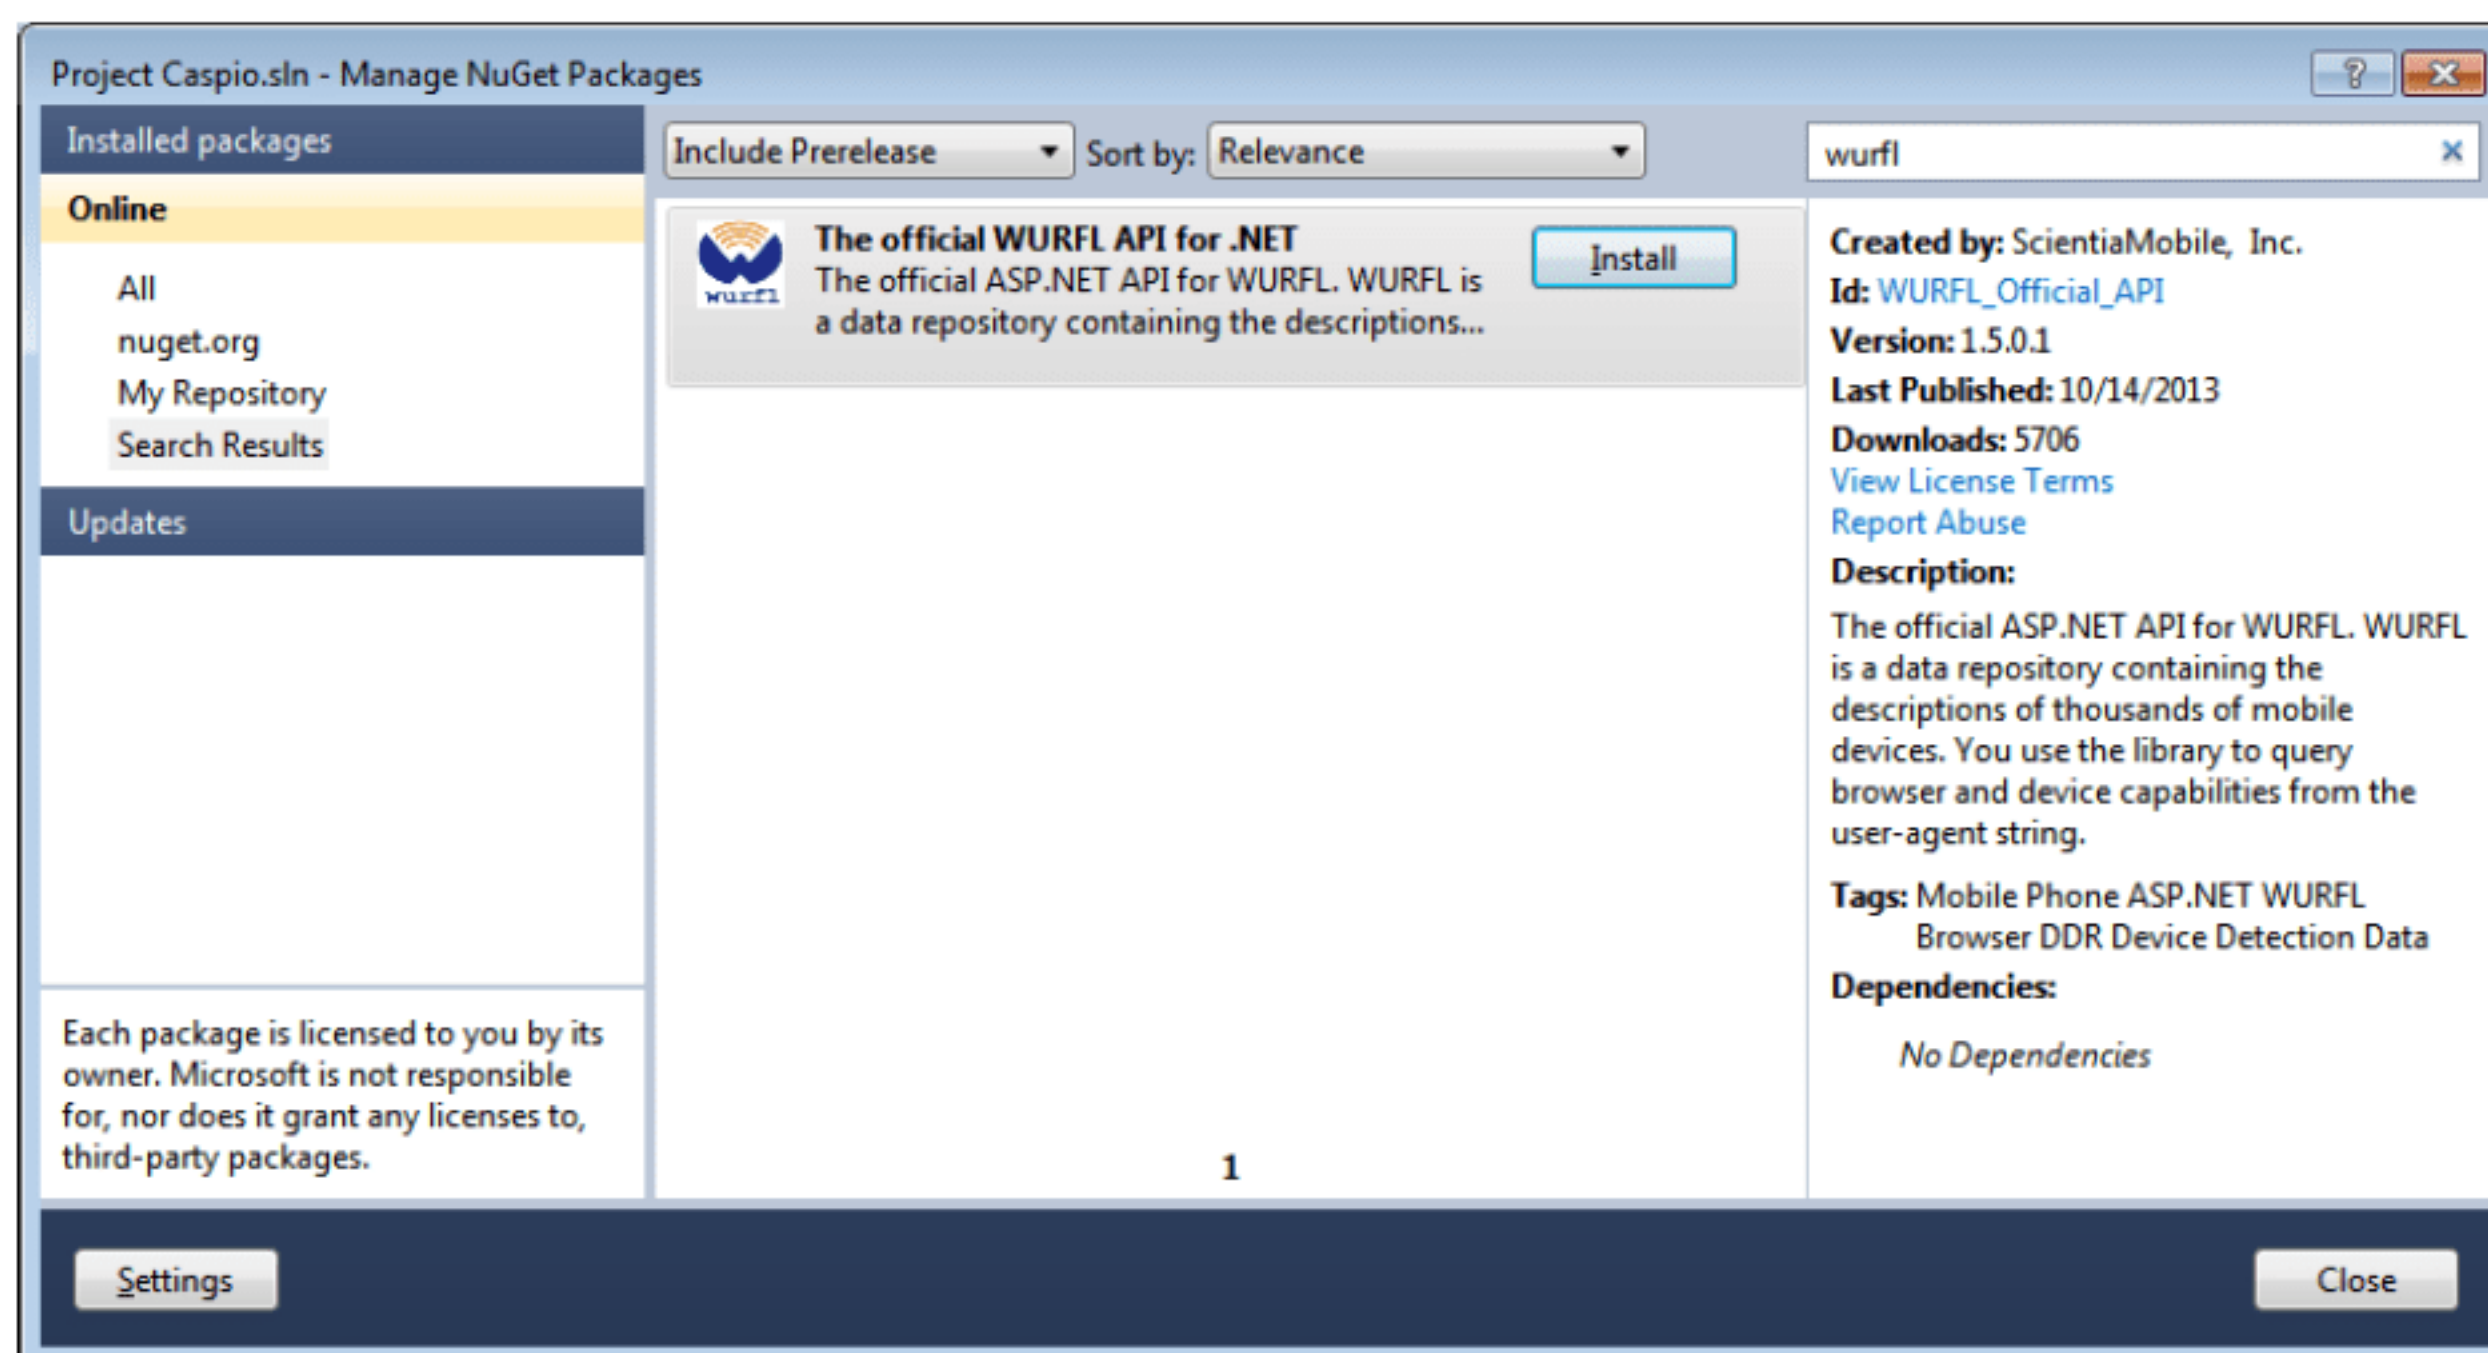 Project Caspio.sln - Manage NuGet Packages
Installed packages
Online
All
nuget.org
My Repository
Search Results
Updates
Each package is licensed to you by its
owner. Microsoft is not responsible
for, nor does it grant any licenses to,
third-party packages.
Include Prerelease
Sort by: Relevance
wurfl
The official WURFL API for .NET
The official ASP.NET API for WURFL. WURFL is
a data repository containing the descriptions...
wurfl
Install
1
Created by: ScientiaMobile, Inc.
Id: WURFL_Official_API
Version: 1.5.0.1
Last Published: 10/14/2013
Downloads: 5706
View License Terms
Report Abuse
Description:
The official ASP.NET API for WURFL. WURFL
is a data repository containing the
descriptions of thousands of mobile
devices. You use the library to query
browser and device capabilities from the
user-agent string.
Tags: Mobile Phone ASP.NET WURFL
Browser DDR Device Detection Data
Dependencies:
No Dependencies
Settings
Close